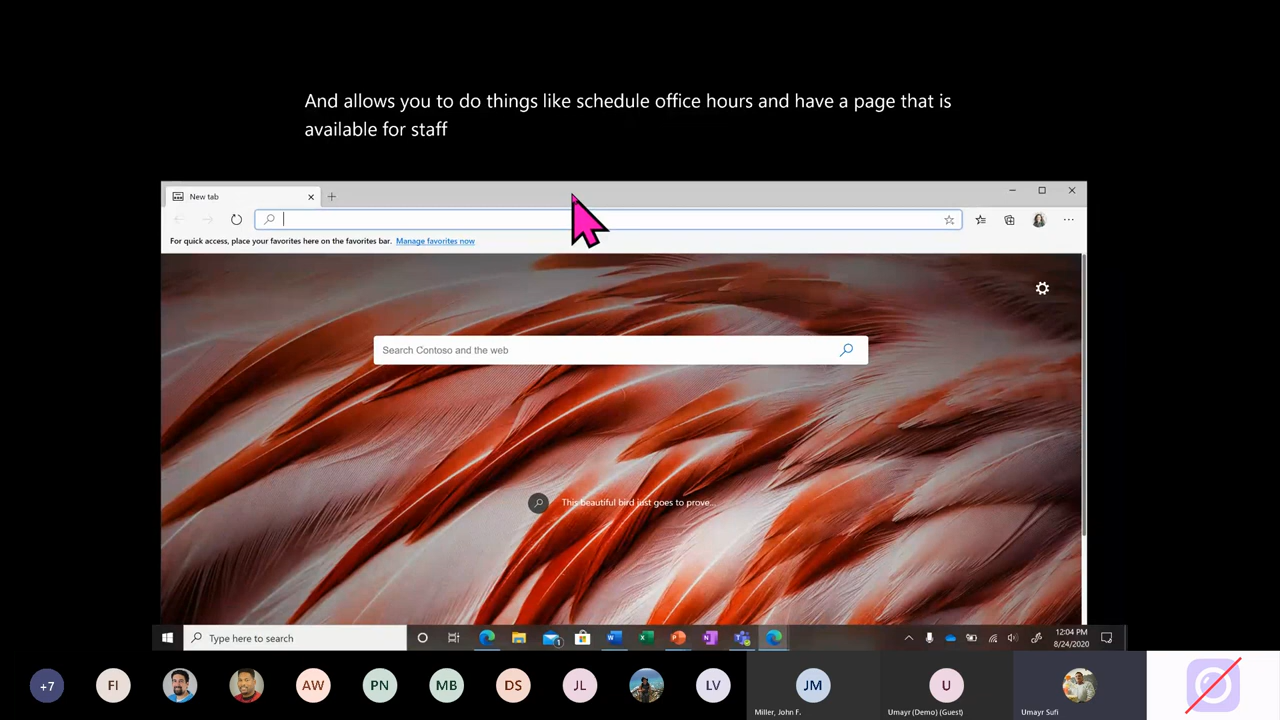 And allows you to do things like schedule office hours and have a page that is
available for staff
New tab
For quick access, place your favorites here on the favorites bar. Manage favorites now
Search Contoso and the web
This beautiful bird just goes to prove...
Type here to search
12:04 PM
8/24/2020
+7
FI
AW
PN
MB
DS
JL
LV
JM
U
Miller, John F.
Umayr (Demo) (Guest)
Umayr Sufi